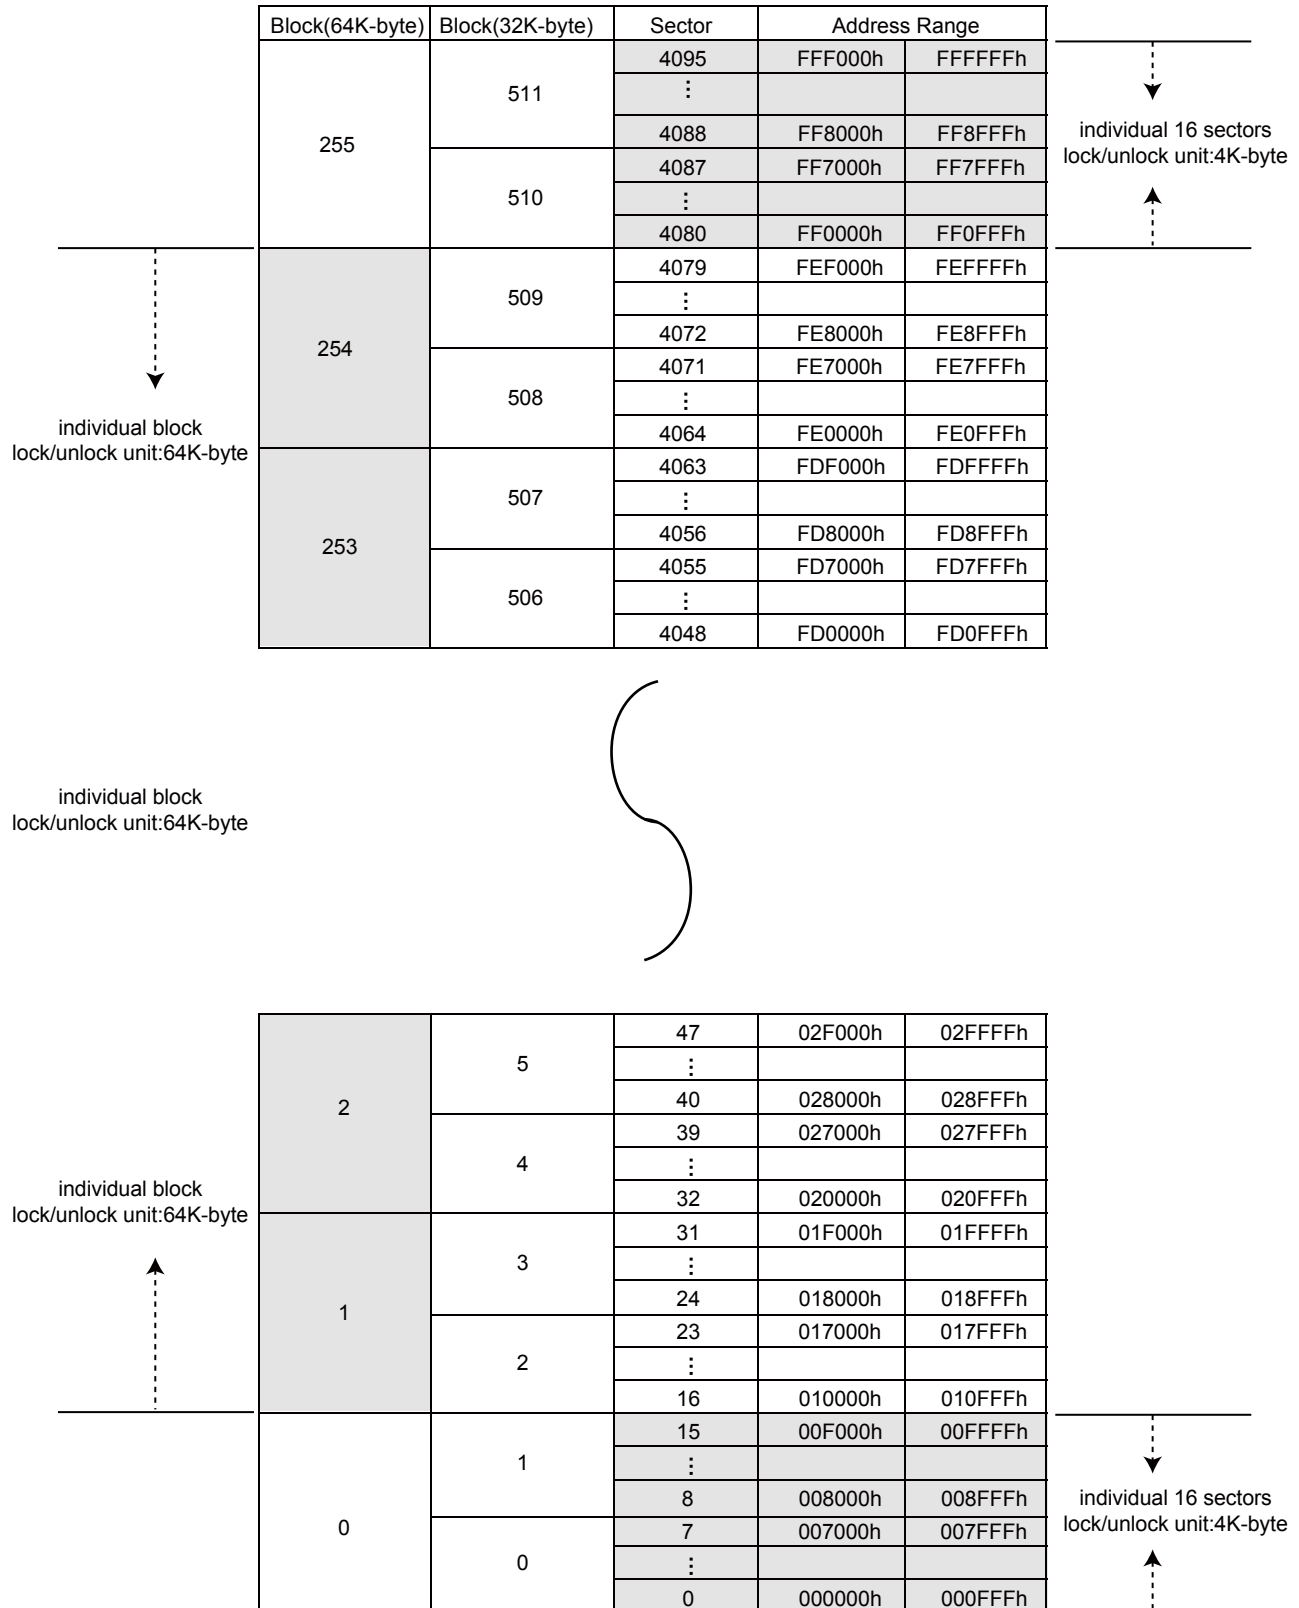 Block(64K-byte) Block(32K-byte) Sector Address Range
4095 FFF000h FFFFFFh
511 ⋮
4088 FF8000h FF8FFFh
255
4087 FF7000h FF7FFFh
510 ⋮
4080 FF0000h FF0FFFh
individual 16 sectors
lock/unlock unit:4K-byte
4079 FEF000h FEFFFFh
509 ⋮
4072 FE8000h FE8FFFh
254
4071 FE7000h FE7FFFh
508 ⋮
4064 FE0000h FE0FFFh
individual block
lock/unlock unit:64K-byte
4063 FDF000h FDFFFFh
507 ⋮
4056 FD8000h FD8FFFh
253
4055 FD7000h FD7FFFh
506 ⋮
4048 FD0000h FD0FFFh
individual block
lock/unlock unit:64K-byte
47 02F000h 02FFFFh
5 ⋮
40 028000h 028FFFh
2
39 027000h 027FFFh
4 ⋮
32 020000h 020FFFh
individual block
lock/unlock unit:64K-byte
31 01F000h 01FFFFh
3 ⋮
24 018000h 018FFFh
1
23 017000h 017FFFh
2 ⋮
16 010000h 010FFFh
15 00F000h 00FFFFh
1 ⋮
8 008000h 008FFFh
0
7 007000h 007FFFh
0 ⋮
0 000000h 000FFFh
individual 16 sectors
lock/unlock unit:4K-byte